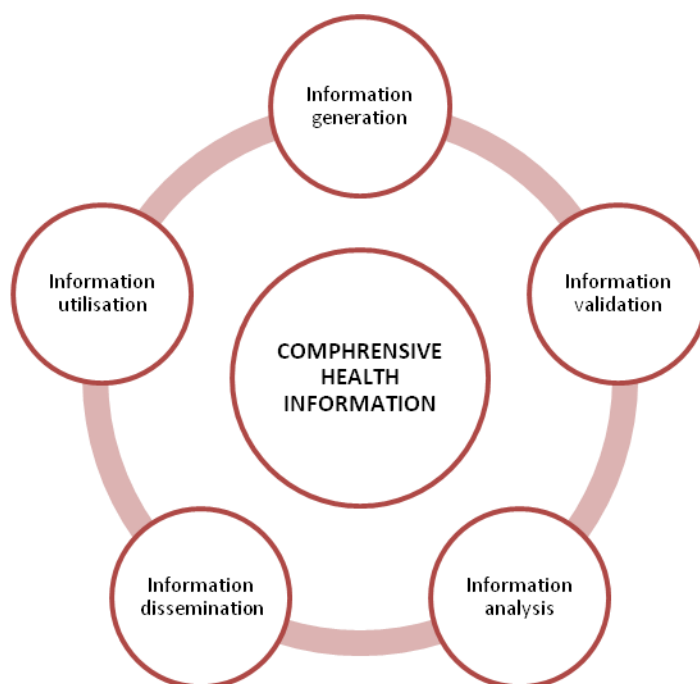 Information
generation
Information
utilisation
Information
validation
COMPHRENSIVE
HEALTH
INFORMATION
Information
dissemination
Information
analysis